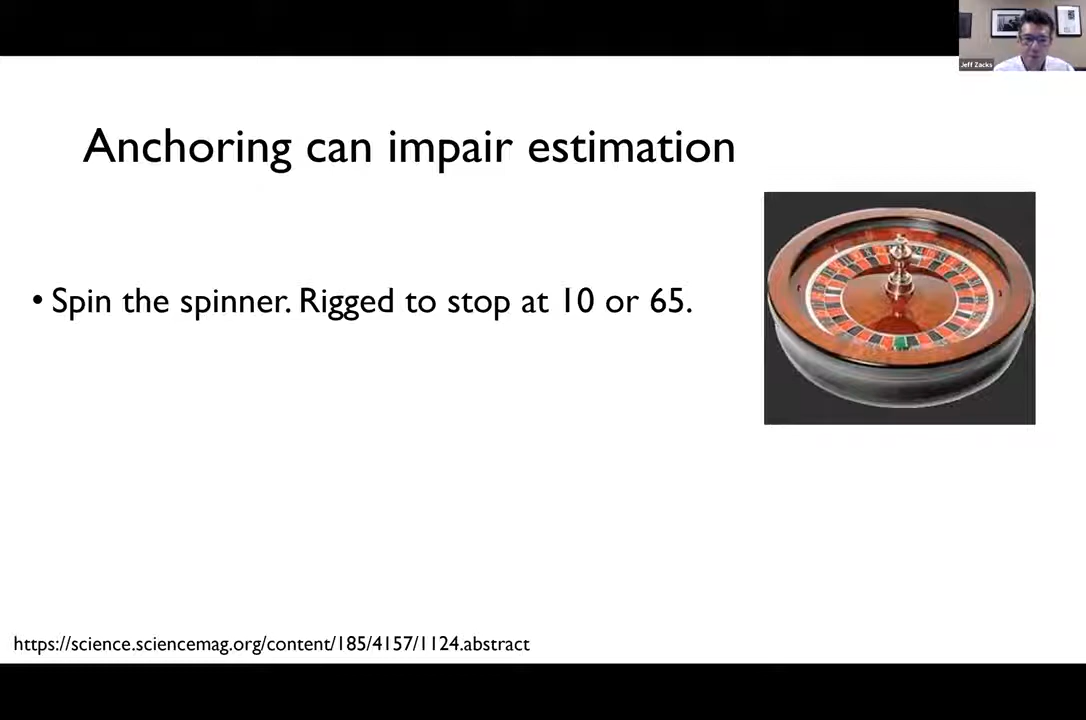 Jeff Zacks
Anchoring can impair estimation
• Spin the spinner. Rigged to stop at 10 or 65.
https://science.sciencemag.org/content/185/4157/1124.abstract